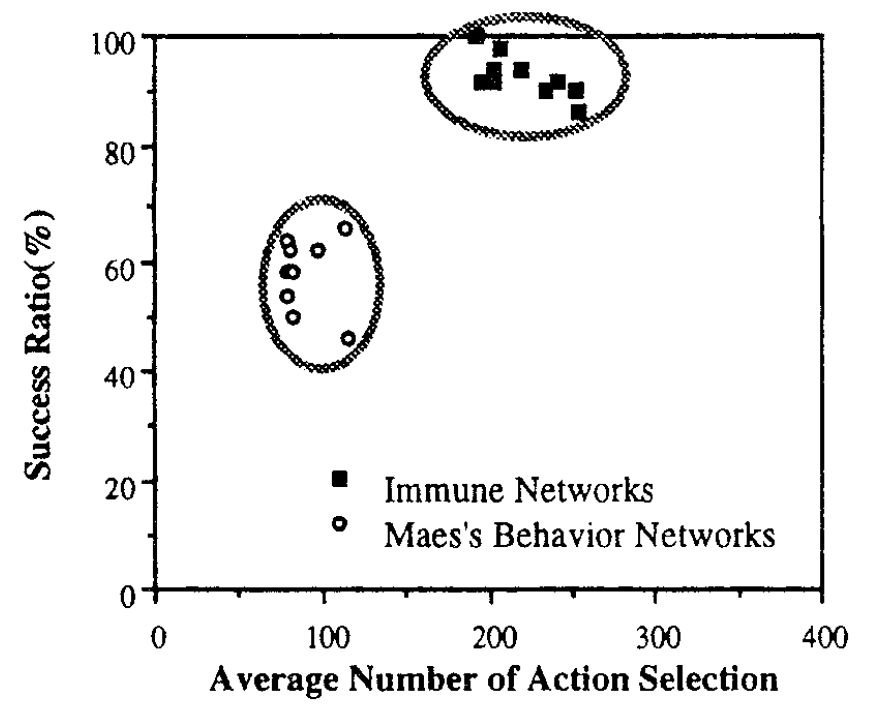 100
80
60
40
20
0
Success Ratio(%)
Immune Networks
Maes's Behavior Networks
0 100 200 300 400
Average Number of Action Selection